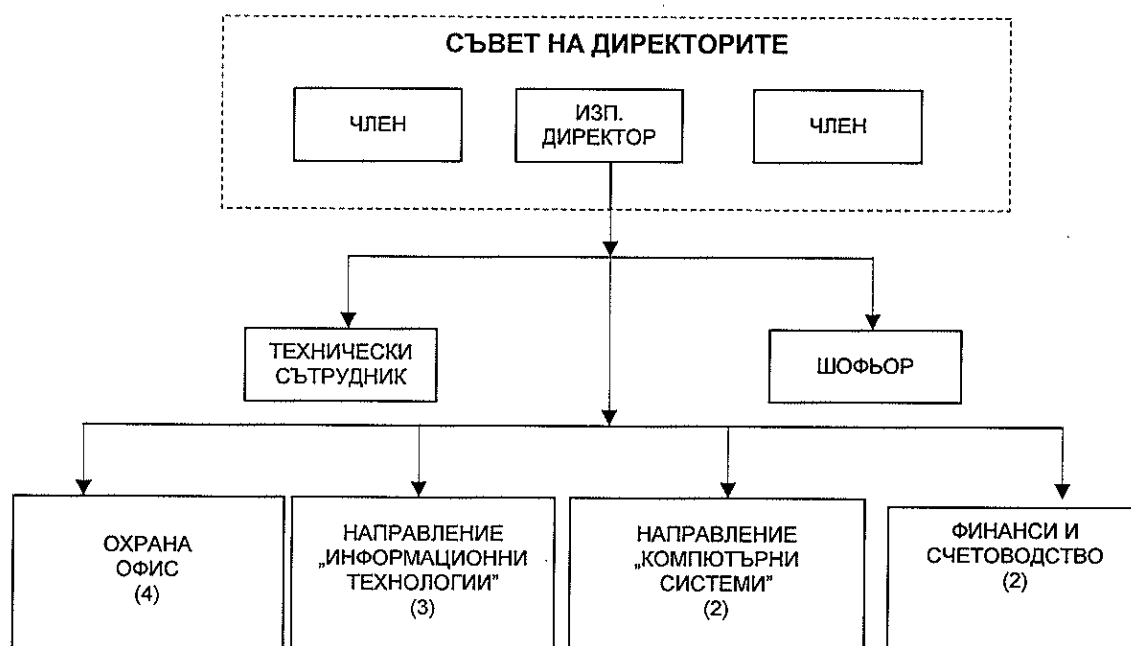 СЪВЕТ НА ДИРЕКТОРИТЕ
ЧЛЕН
ИЗП.
ДИРЕКТОР
ЧЛЕН
ТЕХНИЧЕСКИ
СЪТРУДНИК
ШОФЬОР
ОХРАНА
ОФИС
(4)
НАПРАВЛЕНИЕ
„ИНФОРМАЦИОННИ
ТЕХНОЛОГИИ”
(3)
НАПРАВЛЕНИЕ
„КОМПЮТЪРНИ
СИСТЕМИ”
(2)
ФИНАНСИ И
СЧЕТОВОДСТВО
(2)